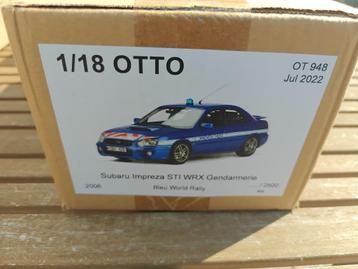 1/18 OTTO
OT 948
Jul 2022
Subaru Impreza STI WRX Gendarmerie
2006
Bleu World Rally
... / 2500